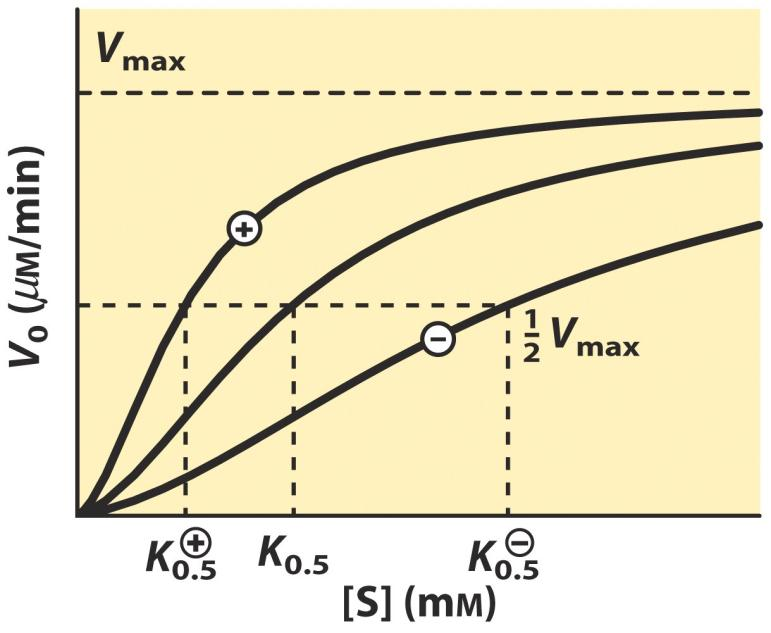 Vmax
V0 (μM/min)
+
−
½ Vmax
K0.5⊕ K0.5 K0.5⊖
[S] (mM)